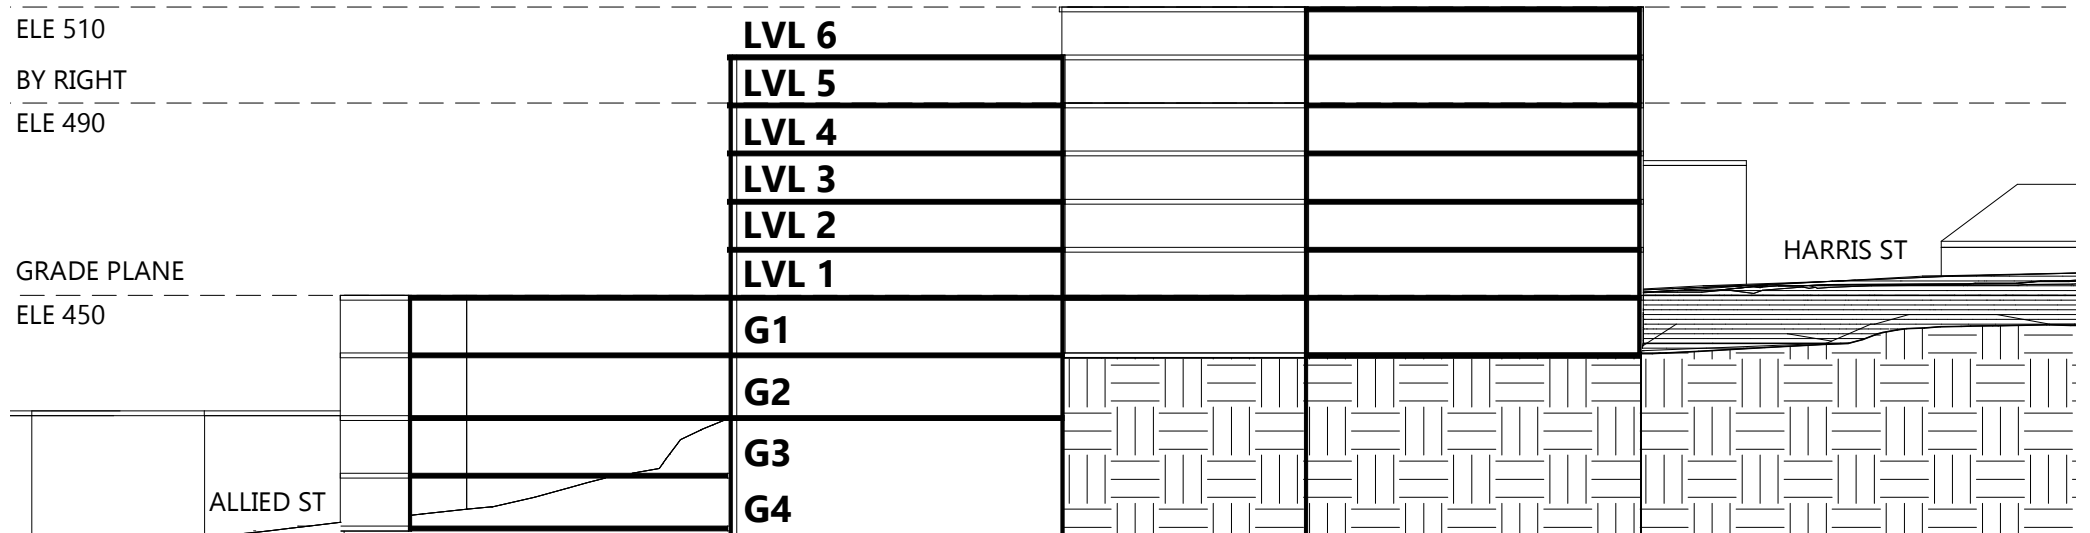 ELE 510
LVL 6
BY RIGHT
LVL 5
ELE 490
LVL 4
LVL 3
LVL 2
HARRIS ST
GRADE PLANE
LVL 1
ELE 450
G1
G2
G3
ALLIED ST
G4